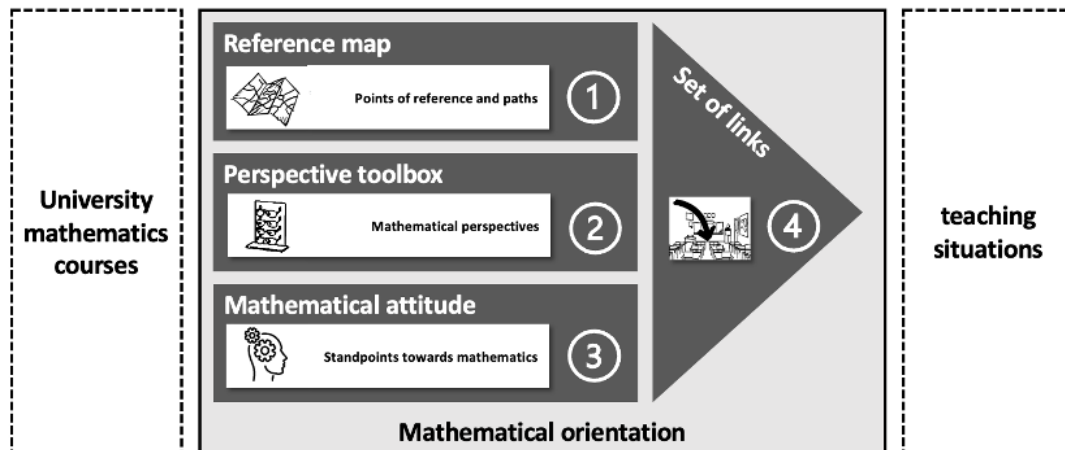 University
mathematics
courses
Reference map
Points of reference and paths
1
Perspective toolbox
Mathematical perspectives
2
Mathematical attitude
Standpoints towards mathematics
3
Set of links
4
Mathematical orientation
teaching
situations